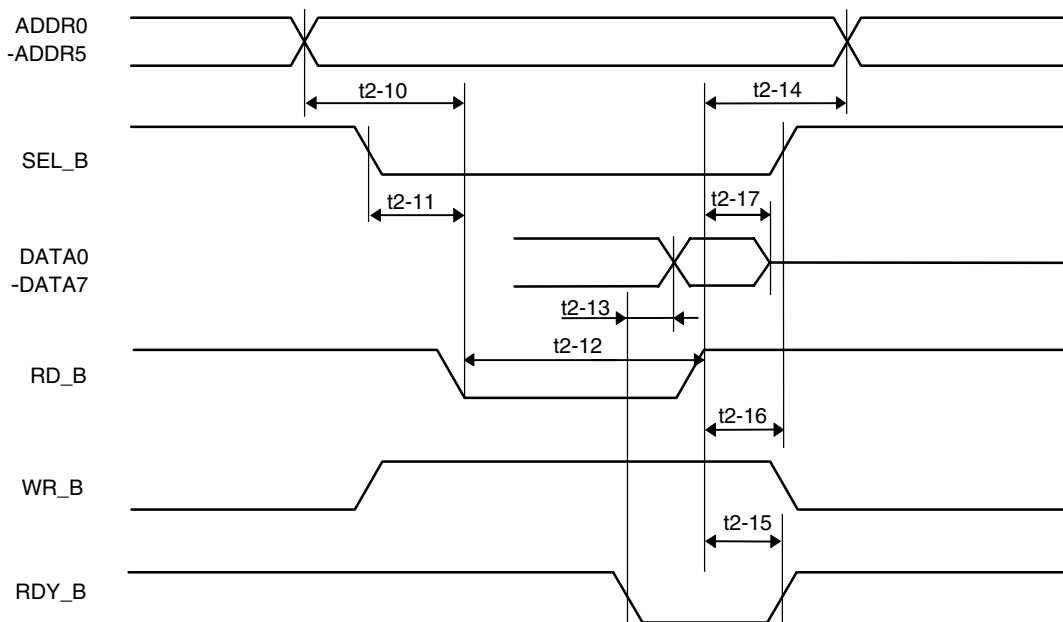 ADDR0
-ADDR5
t2-10
t2-14
SEL_B
t2-11
t2-17
DATA0
-DATA7
t2-13
t2-12
RD_B
t2-16
WR_B
t2-15
RDY_B